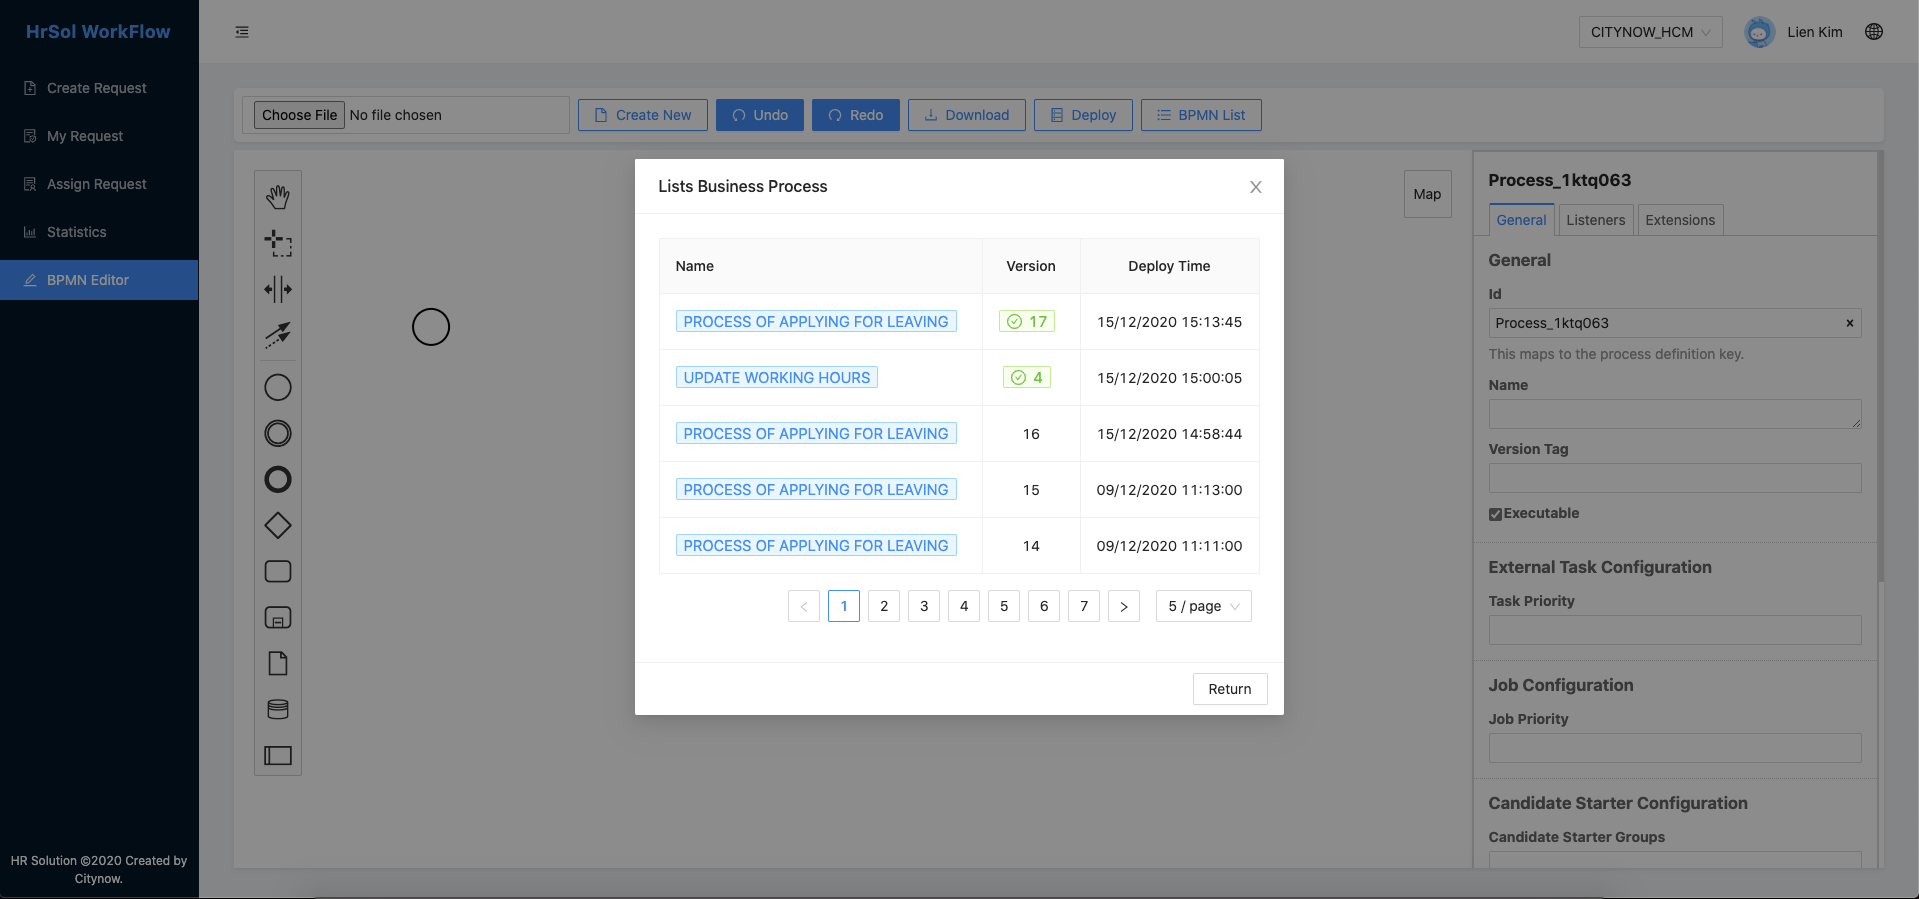 HrSol WorkFlow
Create Request
My Request
Assign Request
Statistics
BPMN Editor
HR Solution ©2020 Created by
Citynow.
CITYNOW_HCM
Lien Kim
Choose File No file chosen
Create New
Undo
Redo
Download
Deploy
BPMN List
Map
Lists Business Process
Name Version Deploy Time
PROCESS OF APPLYING FOR LEAVING 17 15/12/2020 15:13:45
UPDATE WORKING HOURS 4 15/12/2020 15:00:05
PROCESS OF APPLYING FOR LEAVING 16 15/12/2020 14:58:44
PROCESS OF APPLYING FOR LEAVING 15 09/12/2020 11:13:00
PROCESS OF APPLYING FOR LEAVING 14 09/12/2020 11:11:00
< 1 2 3 4 5 6 7 > 5 / page
Return
Process_1ktq063
General Listeners Extensions
General
Id
Process_1ktq063
This maps to the process definition key.
Name
Version Tag
Executable
External Task Configuration
Task Priority
Job Configuration
Job Priority
Candidate Starter Configuration
Candidate Starter Groups